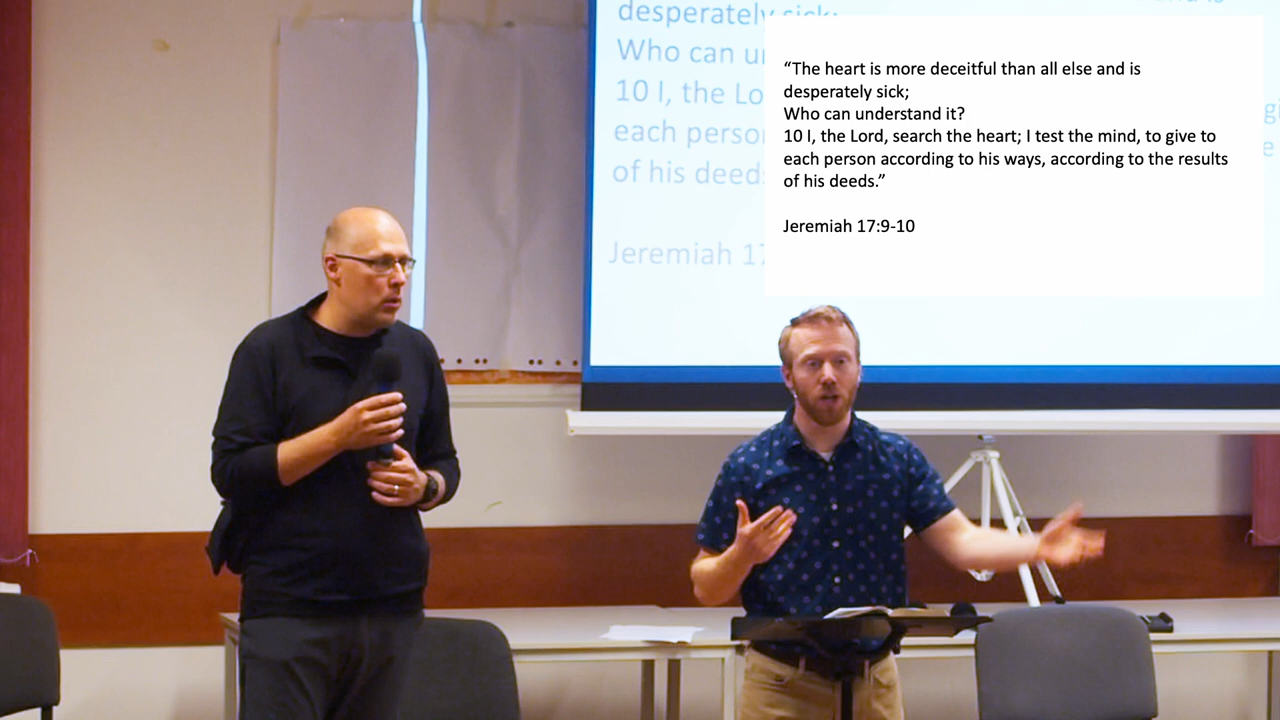 desperately sick;
Who can u
10 I, the Lo
each perso
of his deed
Jeremiah 17
“The heart is more deceitful than all else and is
desperately sick;
Who can understand it?
10 I, the Lord, search the heart; I test the mind, to give to
each person according to his ways, according to the results
of his deeds.”
Jeremiah 17:9-10